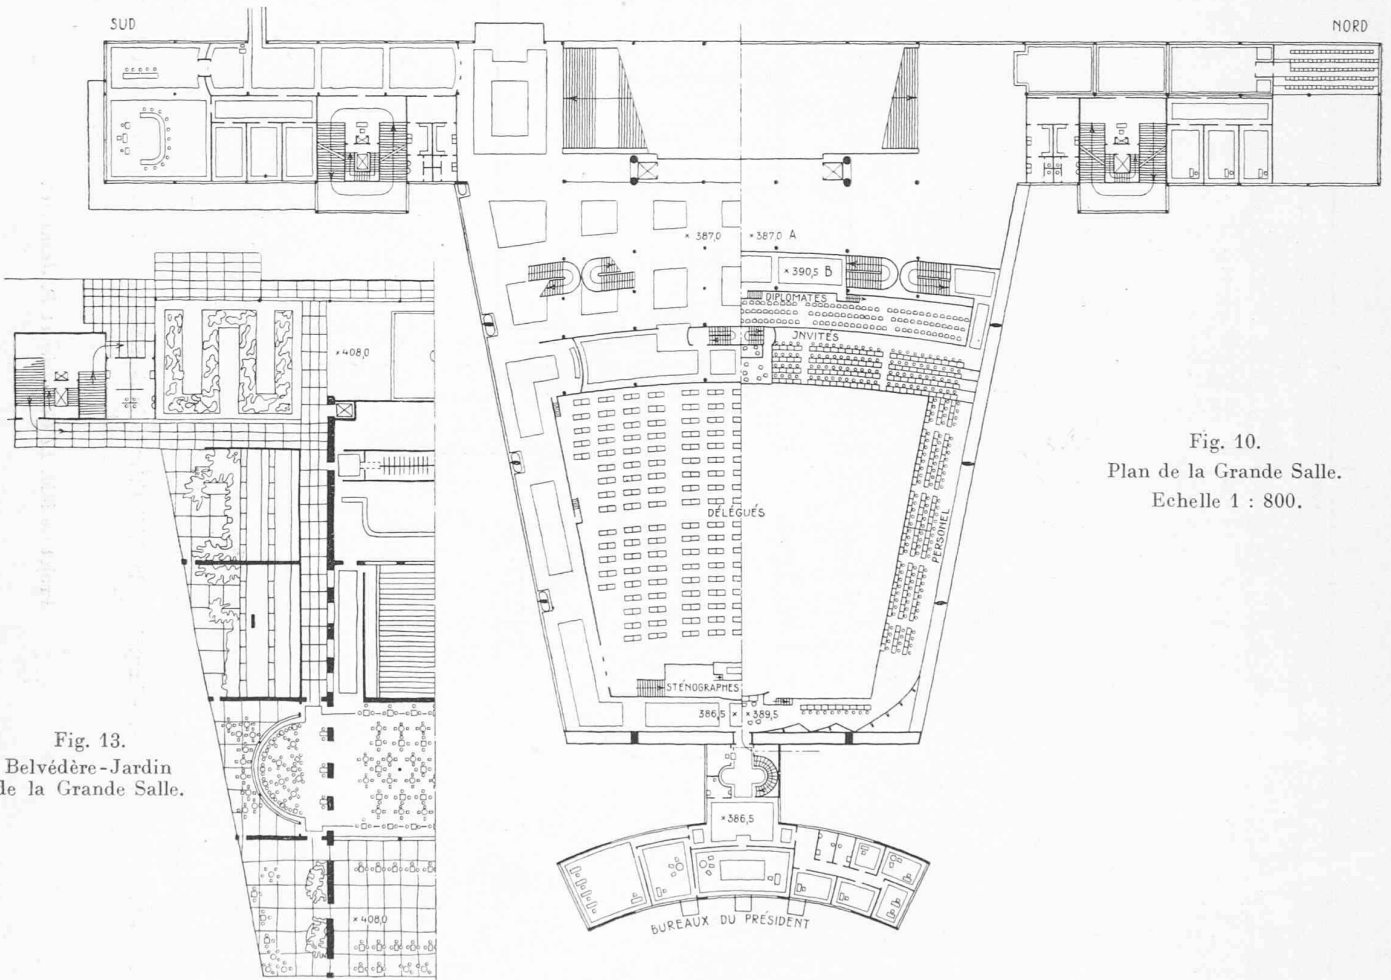 SUD
NORD
× 387,0
× 387,0 A
× 390,5 B
DIPLOMATES
JNVITÉS
× 408,0
Fig. 10.
Plan de la Grande Salle.
Echelle 1 : 800.
DÉLÉGUÉS
PERSONEL
STÉNOGRAPHES
386,5 ×
× 389,5
Fig. 13.
Belvédère-Jardin
de la Grande Salle.
× 386,5
× 408,0
BUREAUX DU PRÉSIDENT